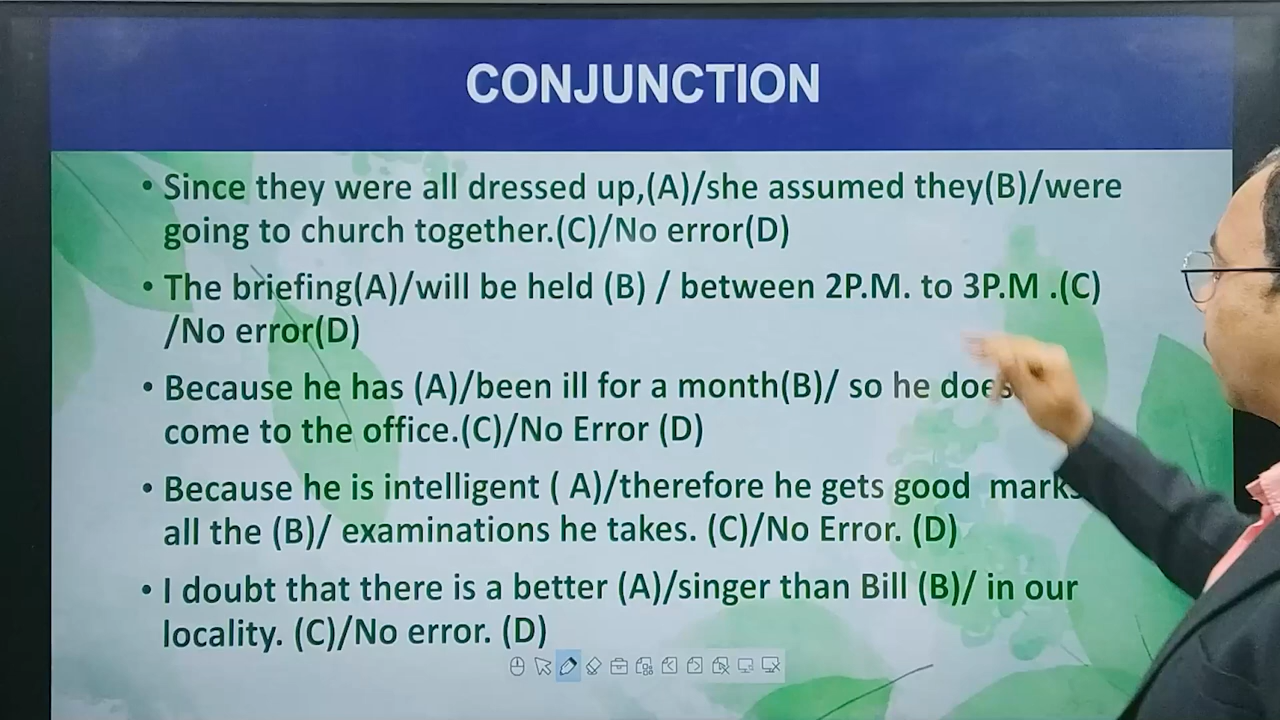 CONJUNCTION
• Since they were all dressed up,(A)/she assumed they(B)/were
going to church together.(C)/No error(D)
• The briefing(A)/will be held (B) / between 2P.M. to 3P.M .(C)
/No error(D)
• Because he has (A)/been ill for a month(B)/ so he does
come to the office.(C)/No Error (D)
• Because he is intelligent ( A)/therefore he gets good marks
all the (B)/ examinations he takes. (C)/No Error. (D)
• I doubt that there is a better (A)/singer than Bill (B)/ in our
locality. (C)/No error. (D)